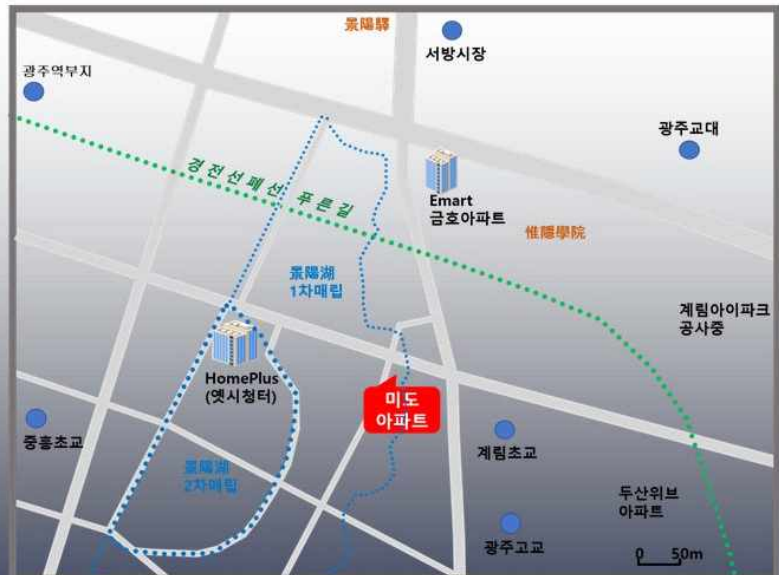 景陽驛
서방시장
광주역부지
광주교대
경전선폐선 푸른길
Emart
금호아파트
惟隱學院
景陽湖
1차매립
계림아이파크
공사중
HomePlus
(옛시청터)
미도
아파트
중흥초교
계림초교
景陽湖
2차매립
두산위브
아파트
광주고교
0 50m